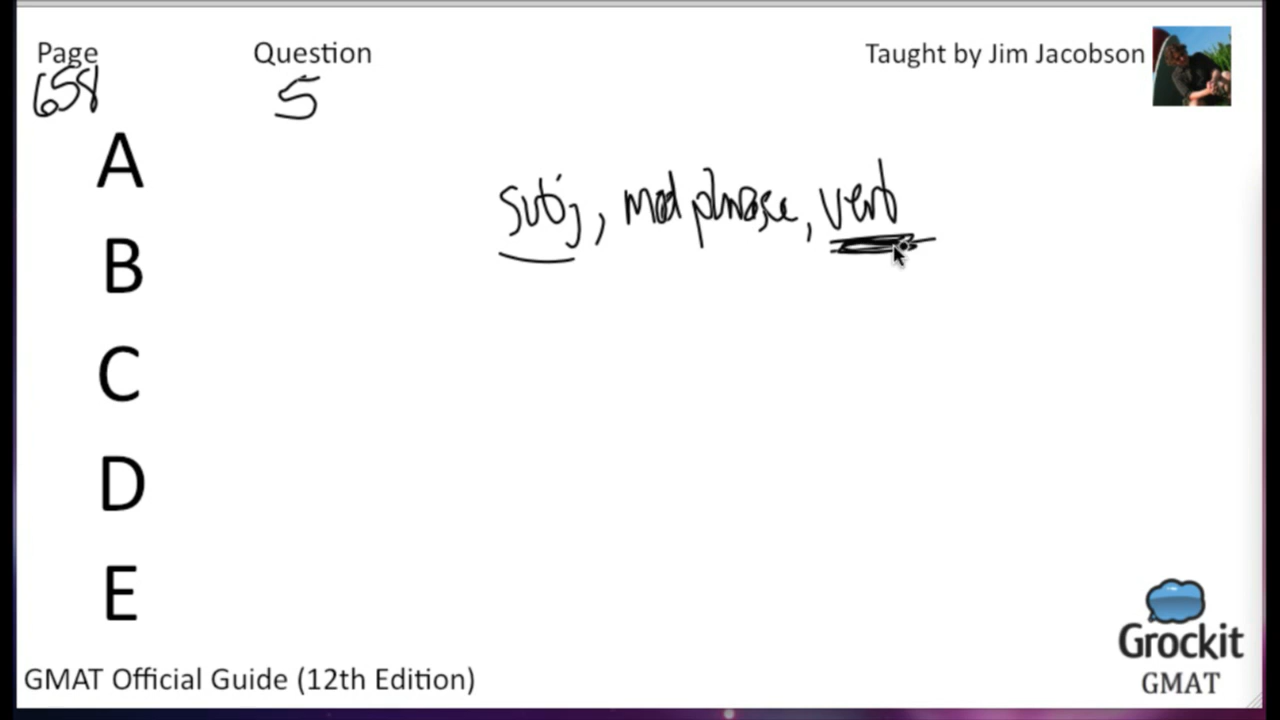 Page
Question
Taught by Jim Jacobson
658
5
A
subj, mod phrase, verb
B
C
D
E
Grockit
GMAT
GMAT Official Guide (12th Edition)